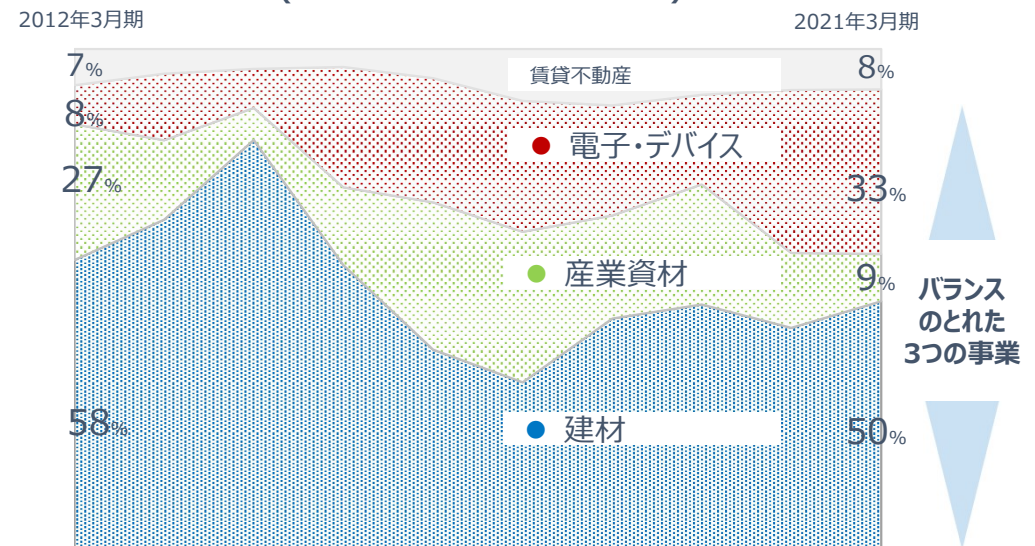 2012年3月期
2021年3月期
7%
賃貸不動産
8%
8%
電子・デバイス
27%
33%
産業資材
9%
バランス
のとれた
3つの事業
58%
建材
50%